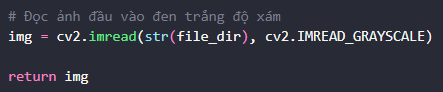 # Đọc ảnh đầu vào đen trắng độ xám
img = cv2.imread(str(file_dir), cv2.IMREAD_GRAYSCALE)
return img